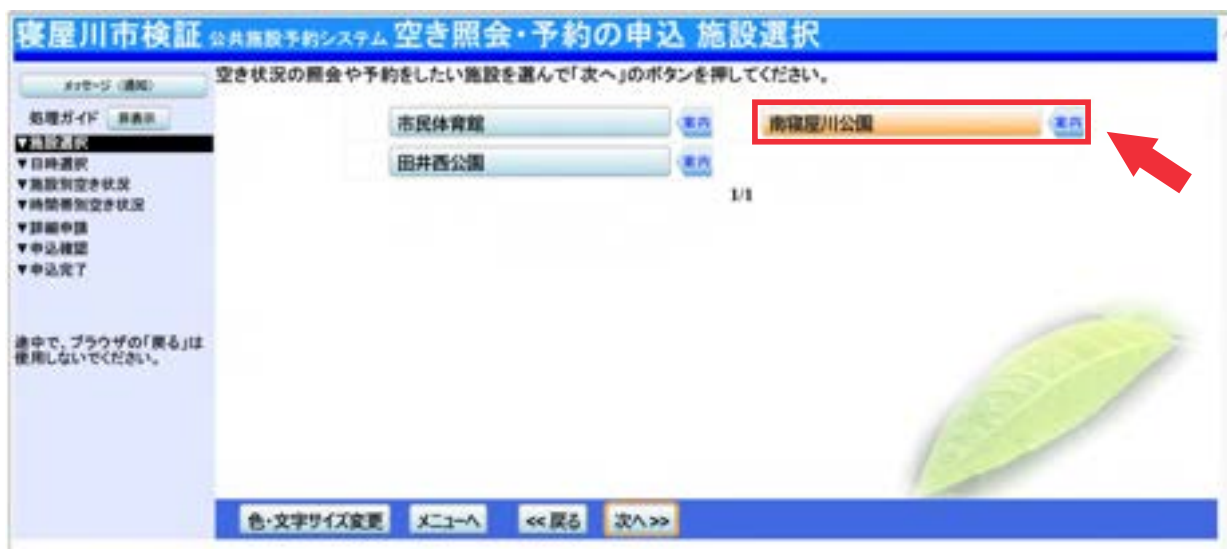 寝屋川市検証 公共施設予約システム 空き照会・予約の申込 施設選択
メッセージ（通知）
空き状況の照会や予約をしたい施設を選んで「次へ」のボタンを押してください。
処理ガイド 非表示
市民体育館 案内 南寝屋川公園 案内
▼施設選択
▼日時選択
田井西公園 案内
▼施設別空き状況
▼時間帯別空き状況
1/1
▼詳細申請
▼申込確認
▼申込完了
途中で、ブラウザの「戻る」は
使用しないでください。
色・文字サイズ変更 メニューへ <<戻る 次へ>>